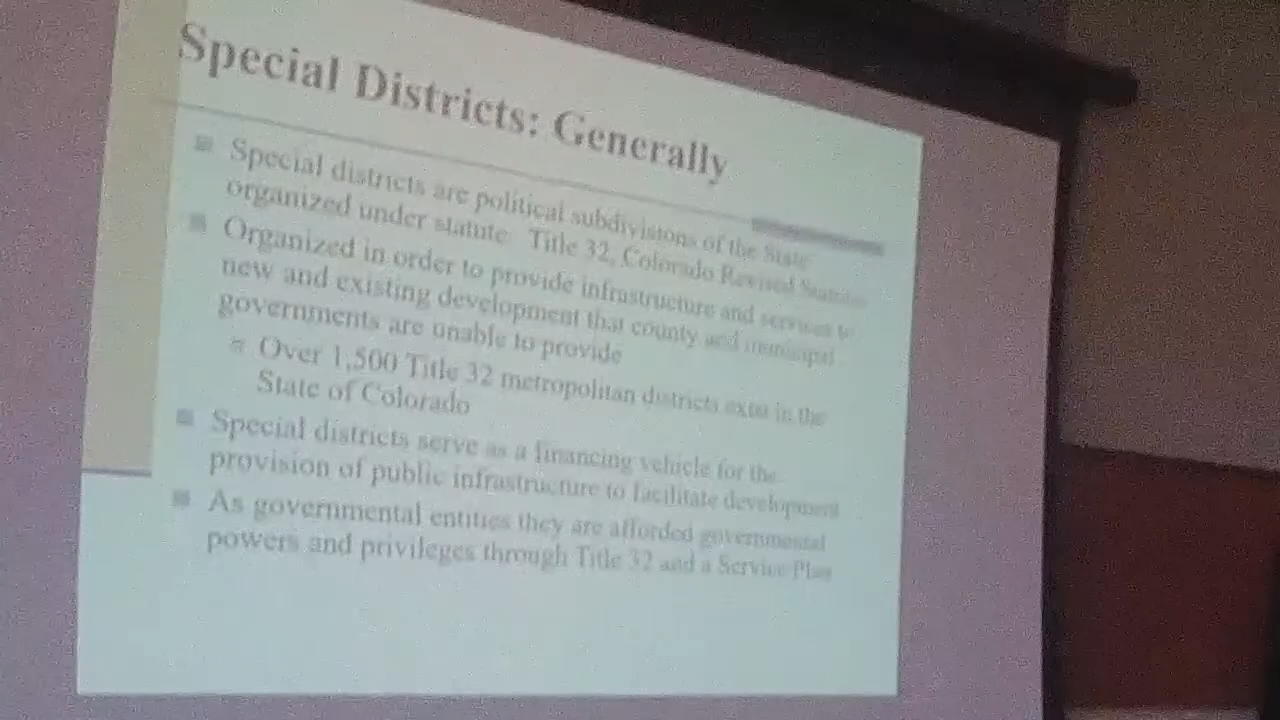 Special Districts: Generally
Special districts are political subdivisions of the State
organized under statute. Title 32, Colorado Revised Statutes
Organized in order to provide infrastructure and services to
new and existing development that county and municipal
governments are unable to provide
Over 1,500 Title 32 metropolitan districts exist in the
State of Colorado
Special districts serve as a financing vehicle for the
provision of public infrastructure to facilitate development
As governmental entities they are afforded governmental
powers and privileges through Title 32 and a Service Plan